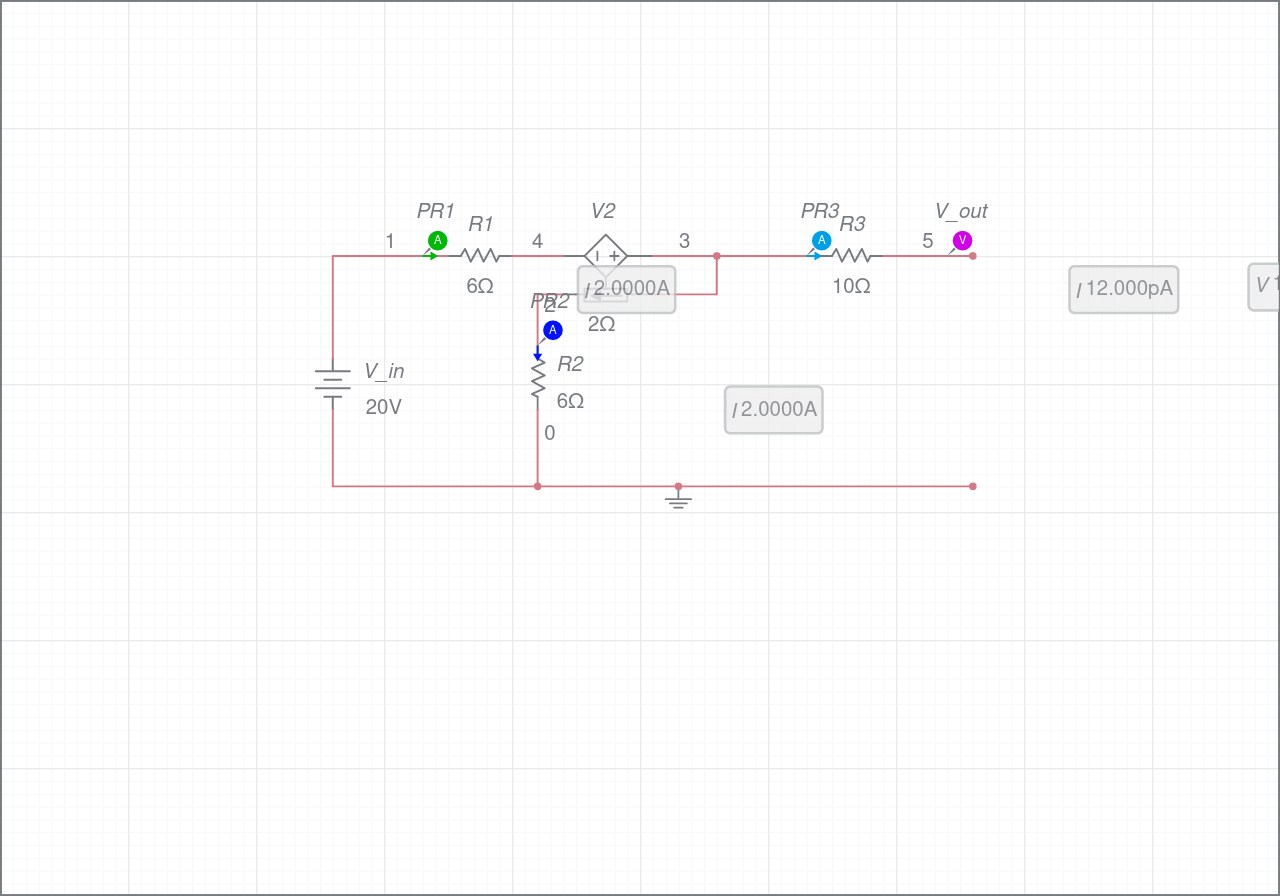 PR1
R1
V2
PR3
R3
V_out
1
A
4
3
A
5
V
6Ω
I 2.0000A
10Ω
I 12.000pA
V 1
PR2
2
2Ω
A
R2
V_in
6Ω
20V
I 2.0000A
0